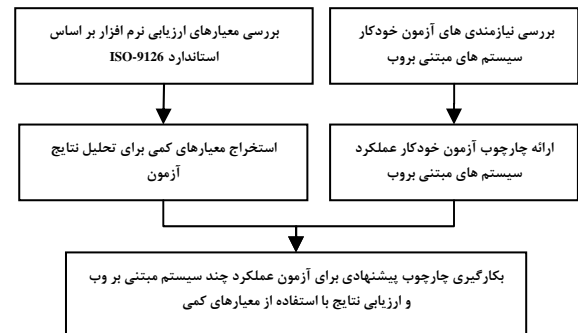 بررسی نیازمندی های آزمون خودکار
سیستم های مبتنی بروب
بررسی معیارهای ارزیابی نرم افزار بر اساس
استاندارد ISO-9126
ارائه چارچوب آزمون خودکار عملکرد
سیستم های مبتنی بروب
استخراج معیارهای کمی برای تحلیل نتایج
آزمون
بکارگیری چارچوب پیشنهادی برای آزمون عملکرد چند سیستم مبتنی بر وب
و ارزیابی نتایج با استفاده از معیارهای کمی